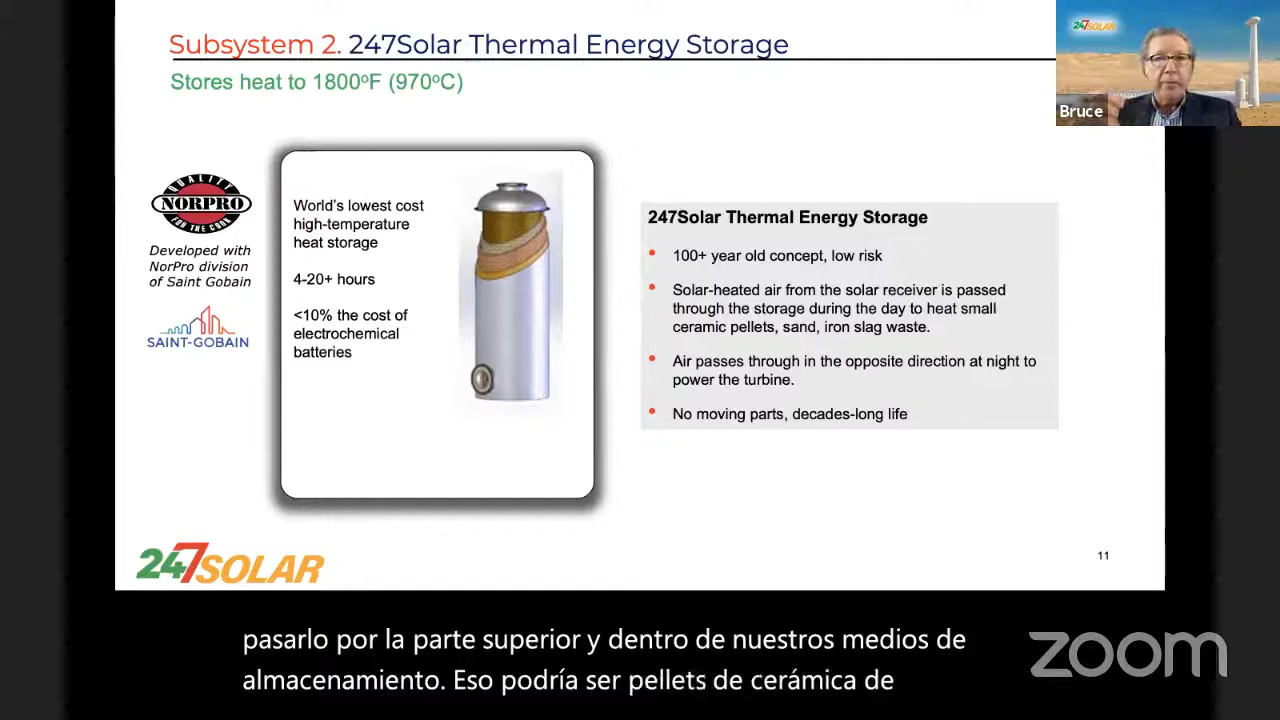 Subsystem 2. 247Solar Thermal Energy Storage
Stores heat to 1800ºF (970ºC)
247SOLAR
Bruce
QUALITY
NORPRO
FOR THE COOK
Developed with
NorPro division
of Saint Gobain
SAINT-GOBAIN
World's lowest cost
high-temperature
heat storage
4-20+ hours
<10% the cost of
electrochemical
batteries
247Solar Thermal Energy Storage
• 100+ year old concept, low risk
• Solar-heated air from the solar receiver is passed
through the storage during the day to heat small
ceramic pellets, sand, iron slag waste.
• Air passes through in the opposite direction at night to
power the turbine.
• No moving parts, decades-long life
247SOLAR
11
pasarlo por la parte superior y dentro de nuestros medios de
almacenamiento. Eso podría ser pellets de cerámica de
zoom